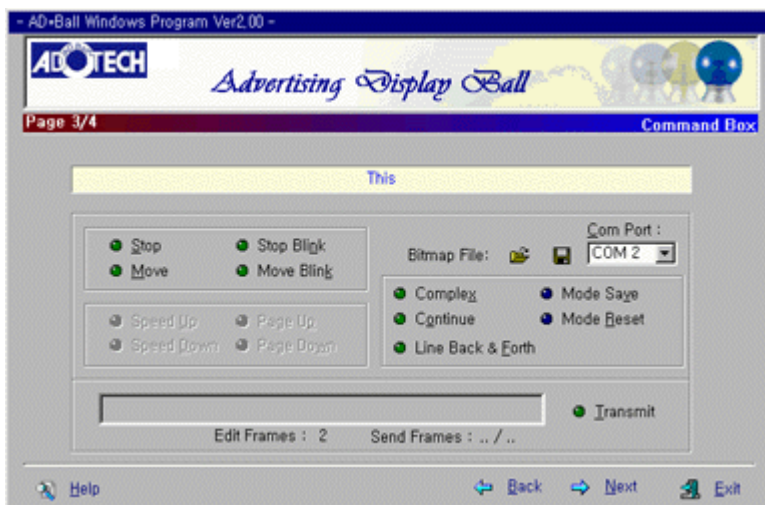 - AD•Ball Windows Program Ver2.00 -
ADOTECH
Advertising Display Ball
Page 3/4
Command Box
This
Stop
Stop Blink
Move
Move Blink
Speed Up
Page Up
Speed Down
Page Down
Bitmap File:
Com Port :
COM 2
Complex
Mode Save
Continue
Mode Reset
Line Back & Forth
Transmit
Edit Frames : 2
Send Frames : .. / ..
Help
Back
Next
Exit